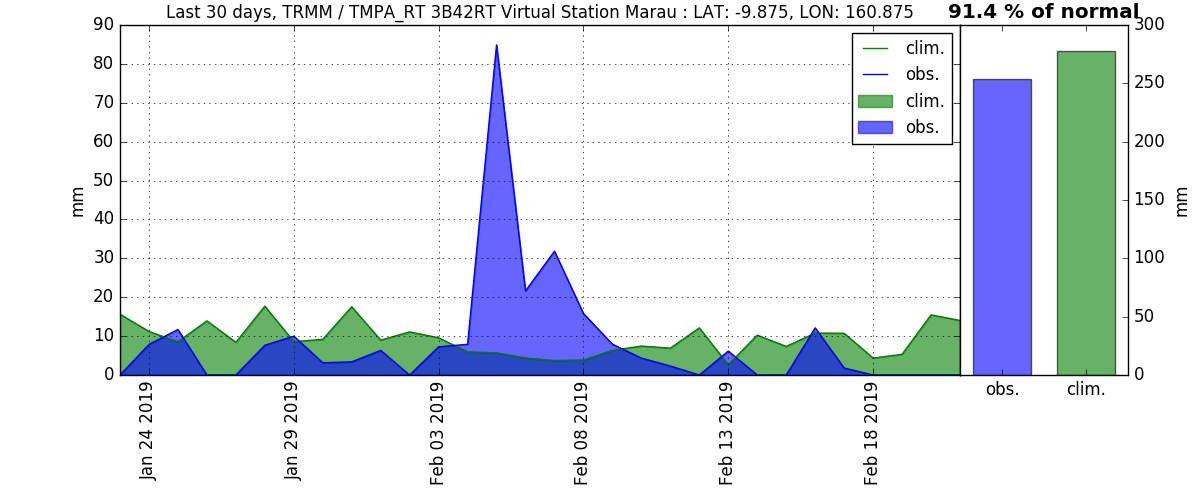 Last 30 days, TRMM / TMPA_RT 3B42RT Virtual Station Marau : LAT: -9.875, LON: 160.875
91.4 % of normal
90
80
70
60
50
40
30
20
10
0
mm
clim.
obs.
clim.
obs.
300
250
200
150
100
50
0
mm
obs.
clim.
Jan 24 2019
Jan 29 2019
Feb 03 2019
Feb 08 2019
Feb 13 2019
Feb 18 2019